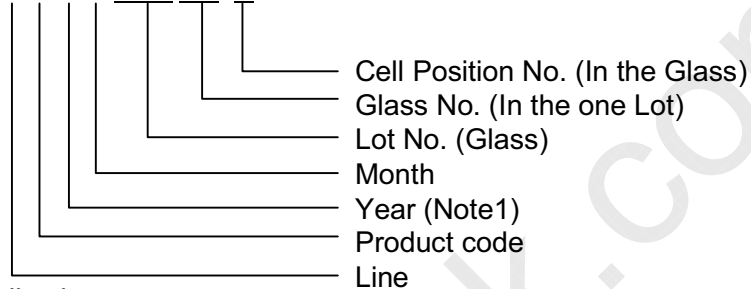 Cell Position No. (In the Glass)
Glass No. (In the one Lot)
Lot No. (Glass)
Month
Year (Note1)
Product code
Line